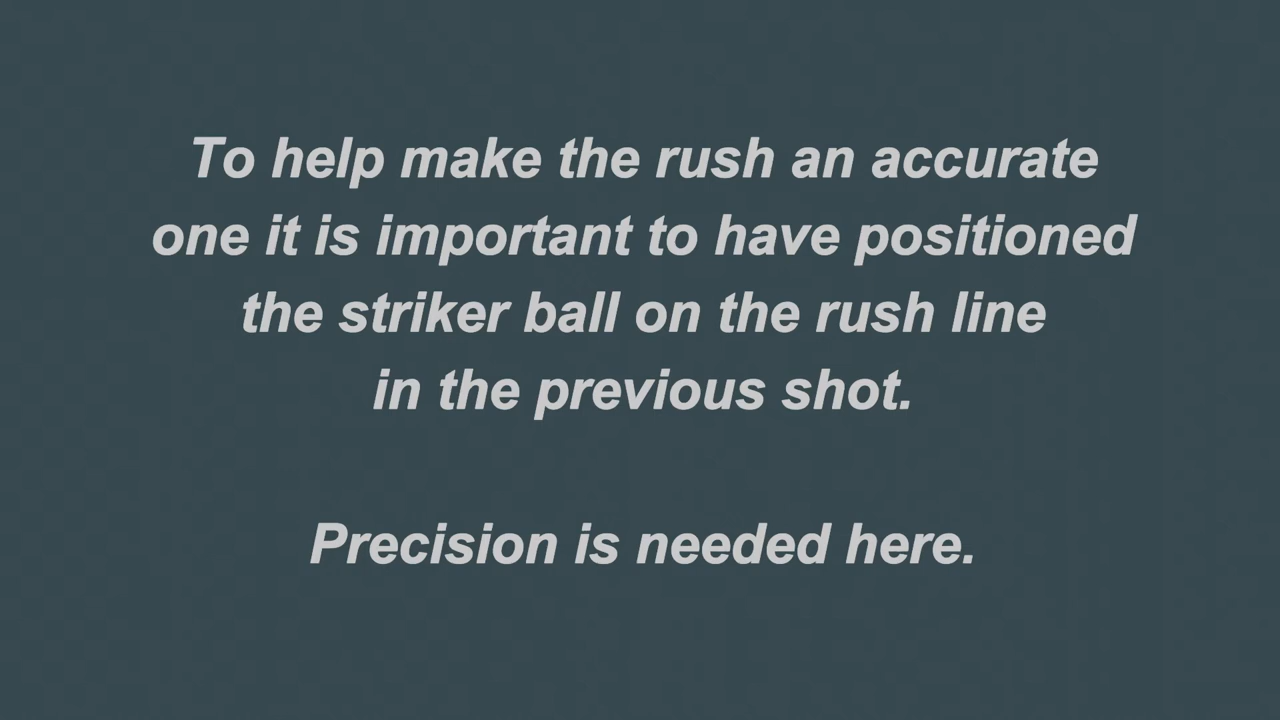 To help make the rush an accurate
one it is important to have positioned
the striker ball on the rush line
in the previous shot.
Precision is needed here.